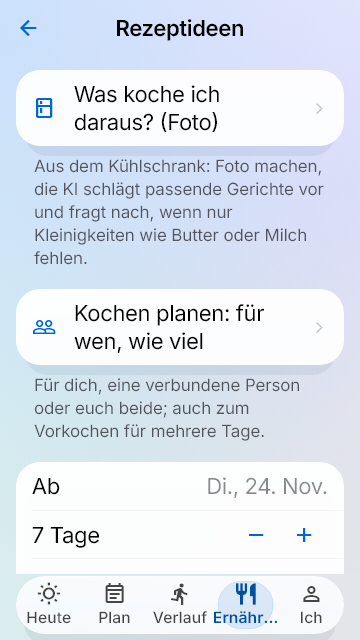 Rezeptideen
Was koche ich
daraus? (Foto)
Aus dem Kühlschrank: Foto machen,
die KI schlägt passende Gerichte vor
und fragt nach, wenn nur
Kleinigkeiten wie Butter oder Milch
fehlen.
Kochen planen: für
wen, wie viel
Für dich, eine verbundene Person
oder euch beide; auch zum
Vorkochen für mehrere Tage.
Ab Di., 24. Nov.
7 Tage
Heute Plan Verlauf Ernähr... Ich